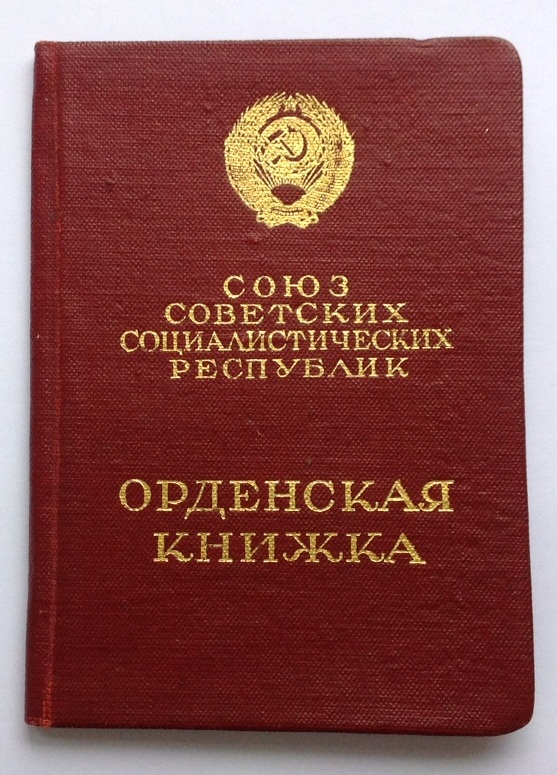 СОЮЗ
СОВЕТСКИХ
СОЦИАЛИСТИЧЕСКИХ
РЕСПУБЛИК
ОРДЕНСКАЯ
КНИЖКА